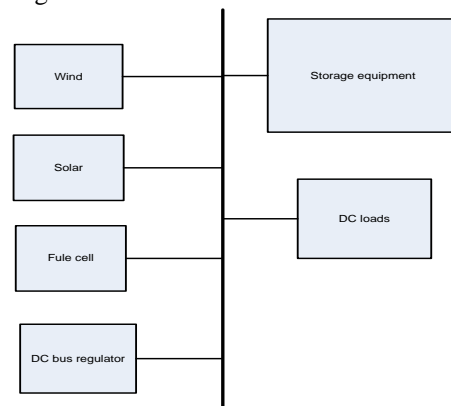 Wind
Storage equipment
Solar
DC loads
Fule cell
DC bus regulator